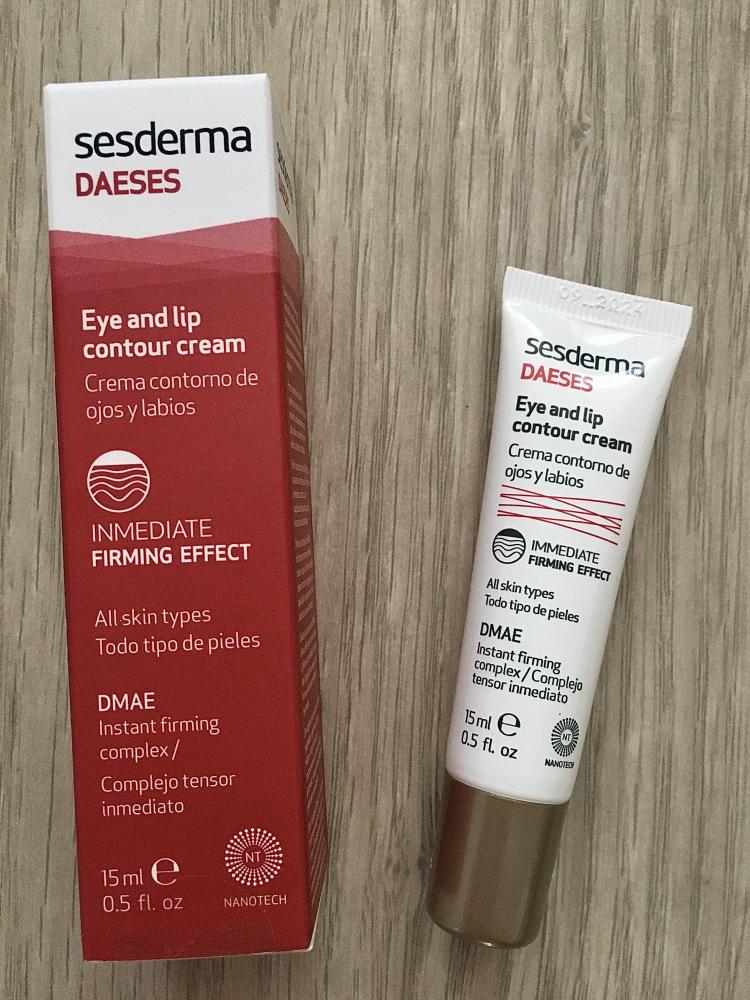 sesderma
DAESES
Eye and lip
contour cream
Crema contorno de
ojos y labios
INMEDIATE
FIRMING EFFECT
All skin types
Todo tipo de pieles
DMAE
Instant firming
complex /
Complejo tensor
inmediato
15 ml e
0.5 fl. oz
NT
NANOTECH
sesderma
DAESES
Eye and lip
contour cream
Crema contorno de
ojos y labios
IMMEDIATE
FIRMING EFFECT
All skin types
Todo tipo de pieles
DMAE
Instant firming
complex / Complejo
tensor inmediato
15 ml e
0.5 fl. oz
NT
NANOTECH